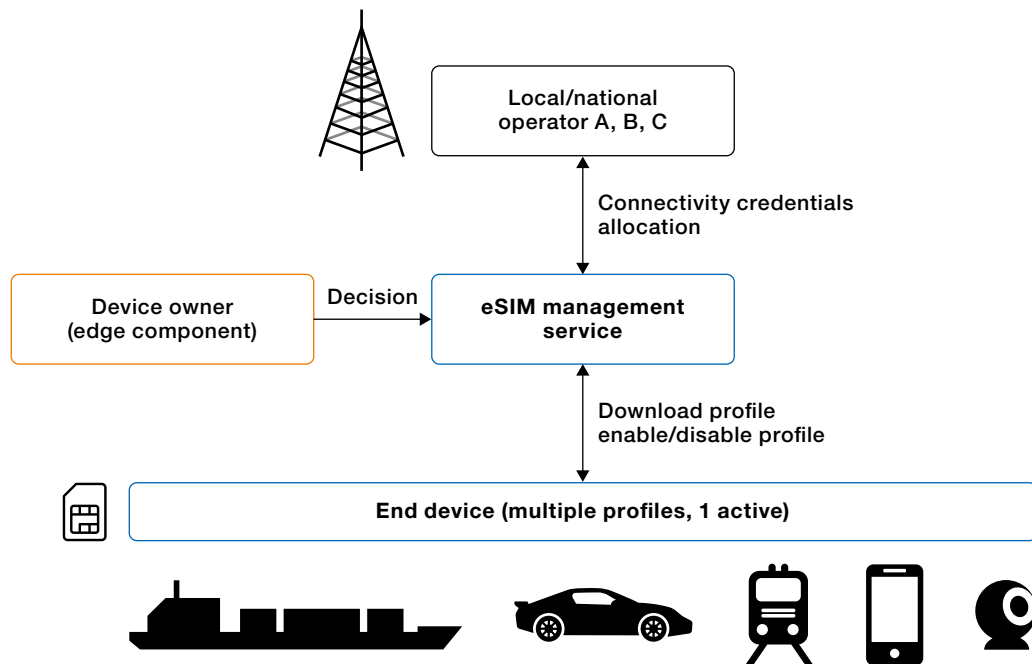 Local/national
operator A, B, C
Connectivity credentials
allocation
Device owner
(edge component)
Decision
eSIM management
service
Download profile
enable/disable profile
End device (multiple profiles, 1 active)